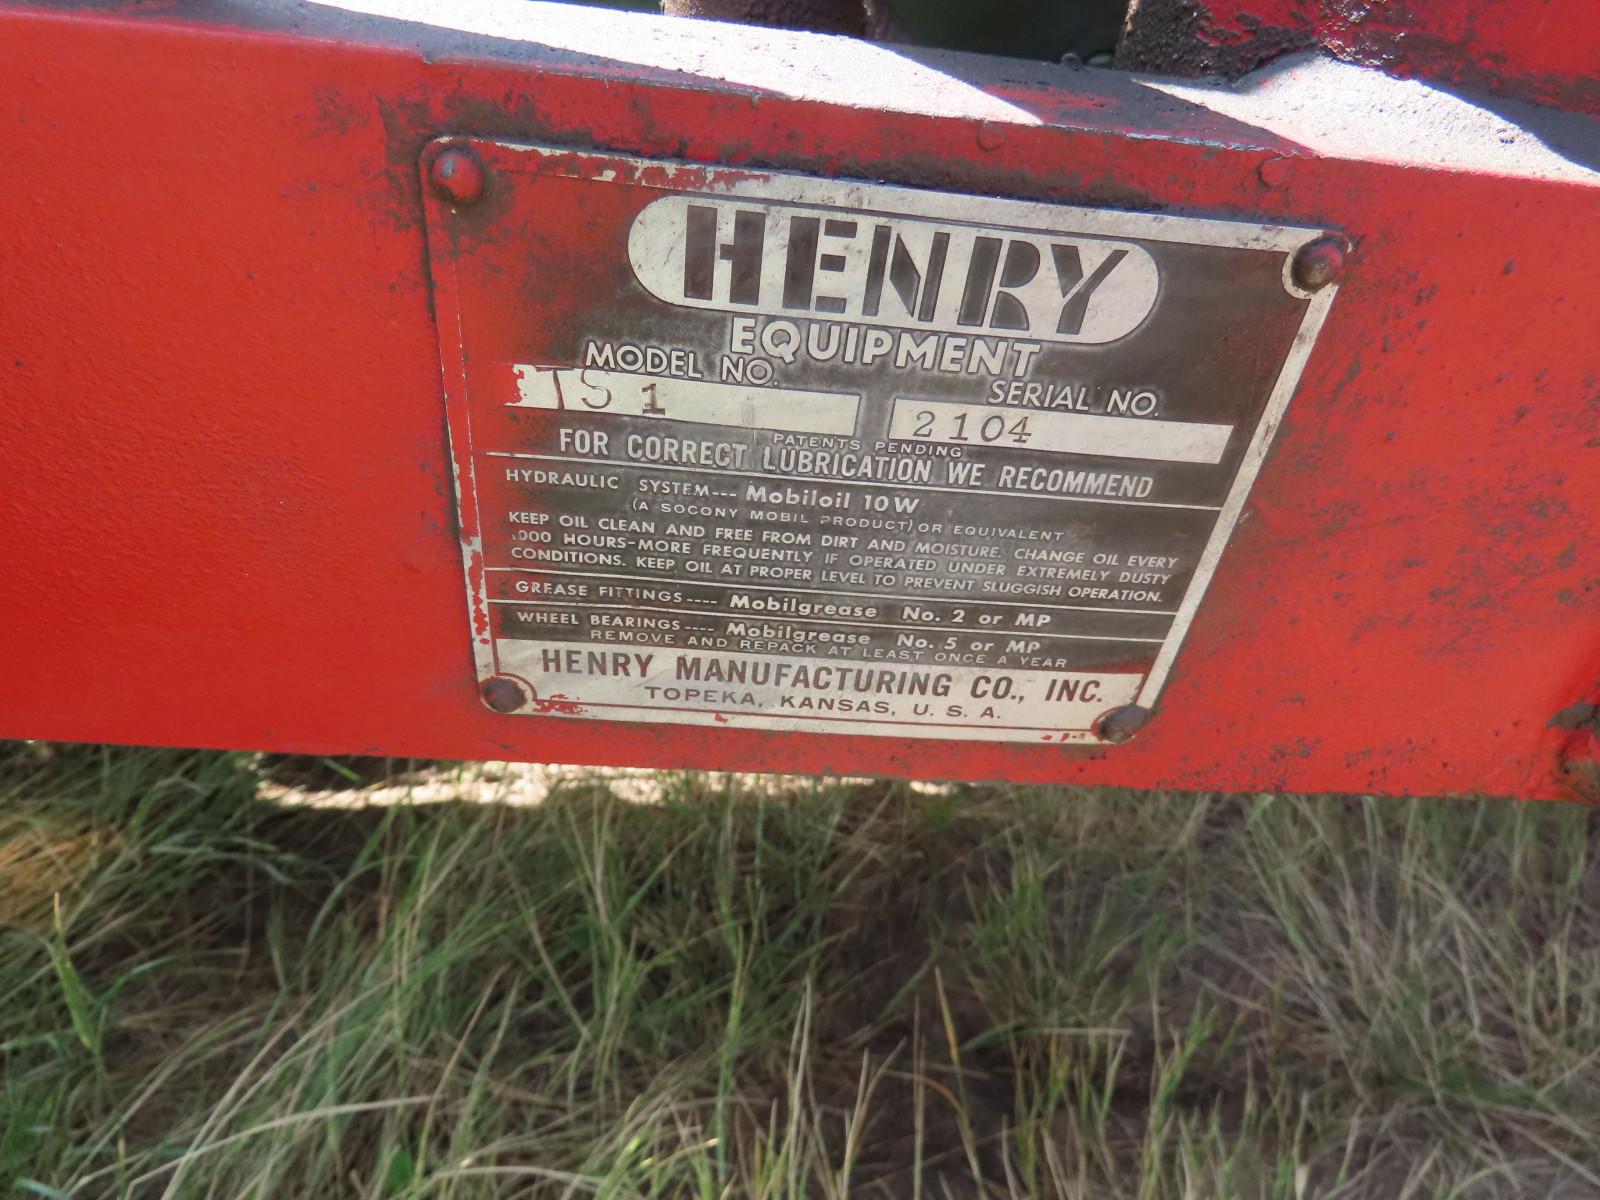 HENRY
EQUIPMENT
MODEL NO.
S 1
SERIAL NO.
2104
PATENTS PENDING
FOR CORRECT LUBRICATION WE RECOMMEND
HYDRAULIC SYSTEM--- Mobiloil 10W
(A SOCONY MOBIL PRODUCT) OR EQUIVALENT
KEEP OIL CLEAN AND FREE FROM DIRT AND MOISTURE. CHANGE OIL EVERY
000 HOURS-MORE FREQUENTLY IF OPERATED UNDER EXTREMELY DUSTY
CONDITIONS. KEEP OIL AT PROPER LEVEL TO PREVENT SLUGGISH OPERATION.
GREASE FITTINGS---- Mobilgrease No. 2 or MP
WHEEL BEARINGS---- Mobilgrease No. 5 or MP
REMOVE AND REPACK AT LEAST ONCE A YEAR
HENRY MANUFACTURING CO., INC.
TOPEKA, KANSAS, U. S. A.